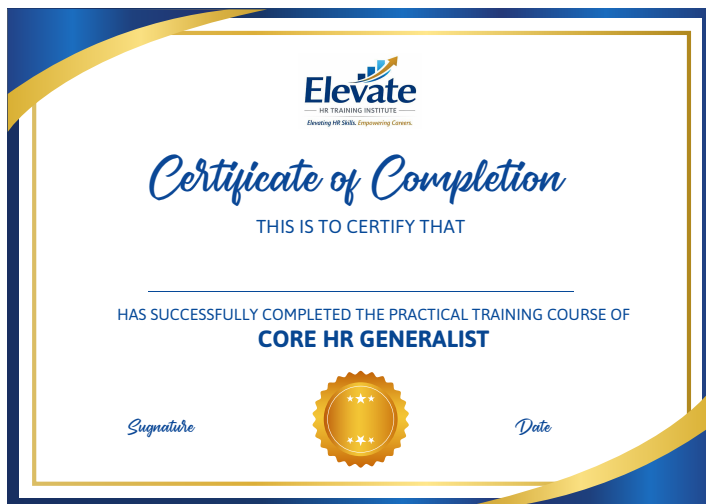 Elevate
HR TRAINING INSTITUTE
Elevating HR Skills. Empowering Careers.
Certificate of Completion
THIS IS TO CERTIFY THAT
HAS SUCCESSFULLY COMPLETED THE PRACTICAL TRAINING COURSE OF
CORE HR GENERALIST
Sugnature
Date